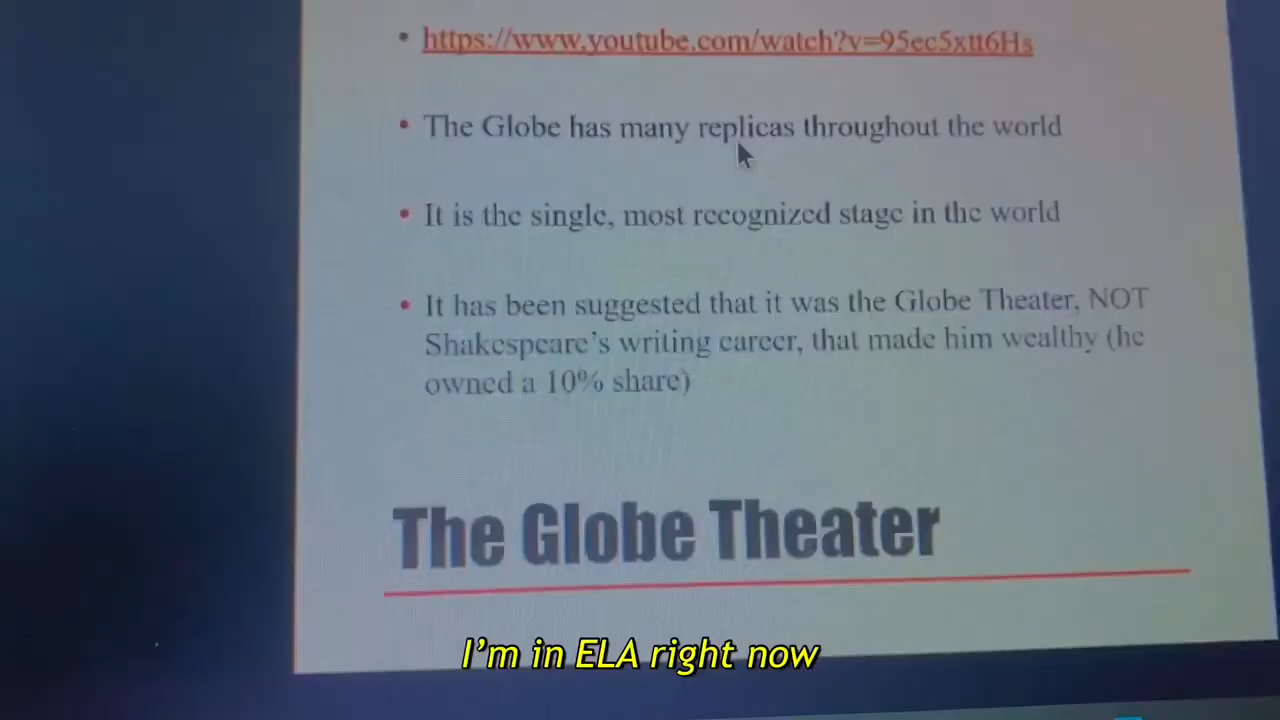 • https://www.youtube.com/watch?v=95ec5xtt6Hs
• The Globe has many replicas throughout the world
• It is the single, most recognized stage in the world
• It has been suggested that it was the Globe Theater, NOT
Shakespeare's writing career, that made him wealthy (he
owned a 10% share)
The Globe Theater
I'm in ELA right now